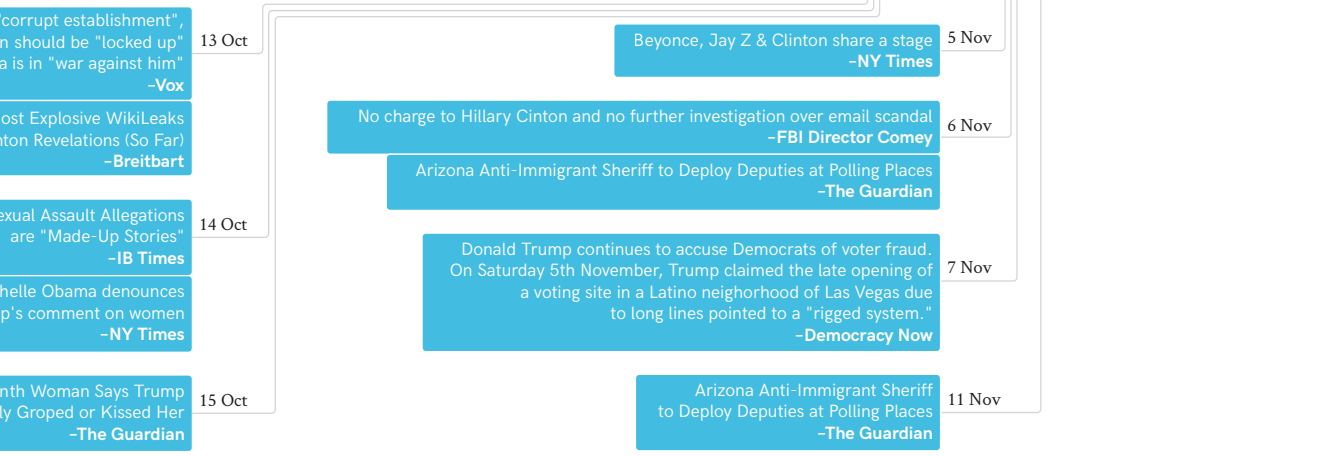 "corrupt establishment",
should be "locked up"
is in "war against him"
–Vox
13 Oct
Explosive WikiLeaks
Revelations (So Far)
–Breitbart
Assault Allegations
are "Made-Up Stories"
–IB Times
14 Oct
Obama denounces
comment on women
–NY Times
Woman Says Trump
Groped or Kissed Her
–The Guardian
15 Oct
Beyonce, Jay Z & Clinton share a stage
–NY Times
5 Nov
No charge to Hillary Cinton and no further investigation over email scandal
–FBI Director Comey
6 Nov
Arizona Anti-Immigrant Sheriff to Deploy Deputies at Polling Places
–The Guardian
Donald Trump continues to accuse Democrats of voter fraud.
On Saturday 5th November, Trump claimed the late opening of
a voting site in a Latino neighorhood of Las Vegas due
to long lines pointed to a "rigged system."
–Democracy Now
7 Nov
Arizona Anti-Immigrant Sheriff
to Deploy Deputies at Polling Places
–The Guardian
11 Nov